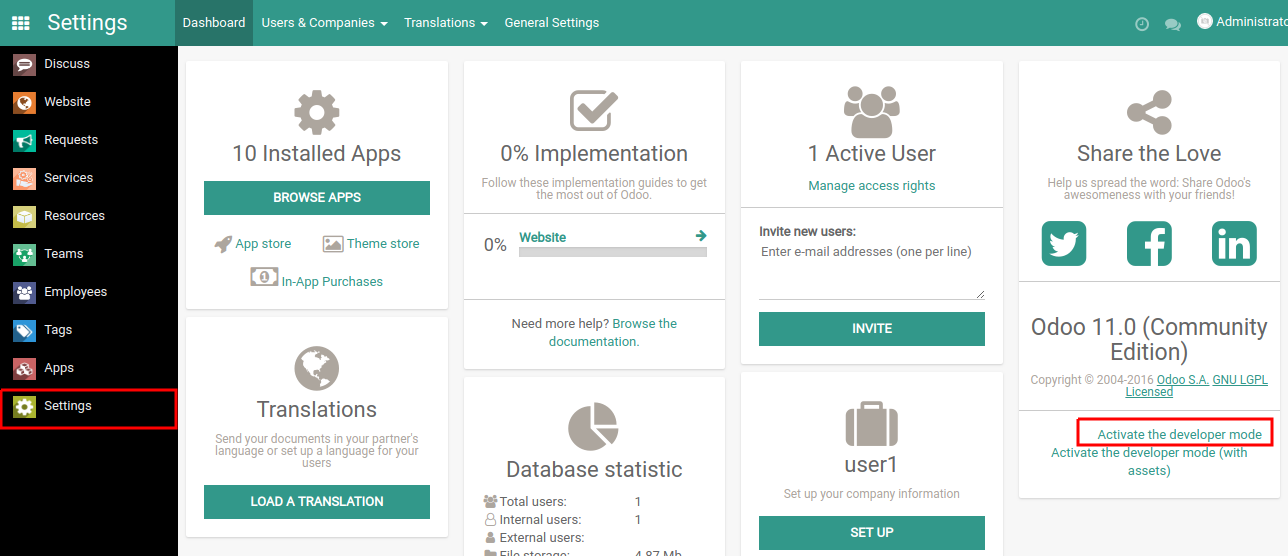 Settings
Dashboard
Users & Companies
Translations
General Settings
Administrato
Discuss
Website
Requests
Services
Resources
Teams
Employees
Tags
Apps
Settings
10 Installed Apps
BROWSE APPS
App store
Theme store
In-App Purchases
Translations
Send your documents in your partner's
language or set up a language for your
users
LOAD A TRANSLATION
0% Implementation
Follow these implementation guides to get
the most out of Odoo.
0%
Website
Need more help? Browse the
documentation.
Database statistic
Total users: 1
Internal users: 1
External users:
File storage: 4.87 Mb
1 Active User
Manage access rights
Invite new users:
Enter e-mail addresses (one per line)
INVITE
user1
Set up your company information
SET UP
Share the Love
Help us spread the word: Share Odoo's
awesomeness with your friends!
Odoo 11.0 (Community
Edition)
Copyright © 2004-2016 Odoo S.A. GNU LGPL
Licensed
Activate the developer mode
Activate the developer mode (with
assets)